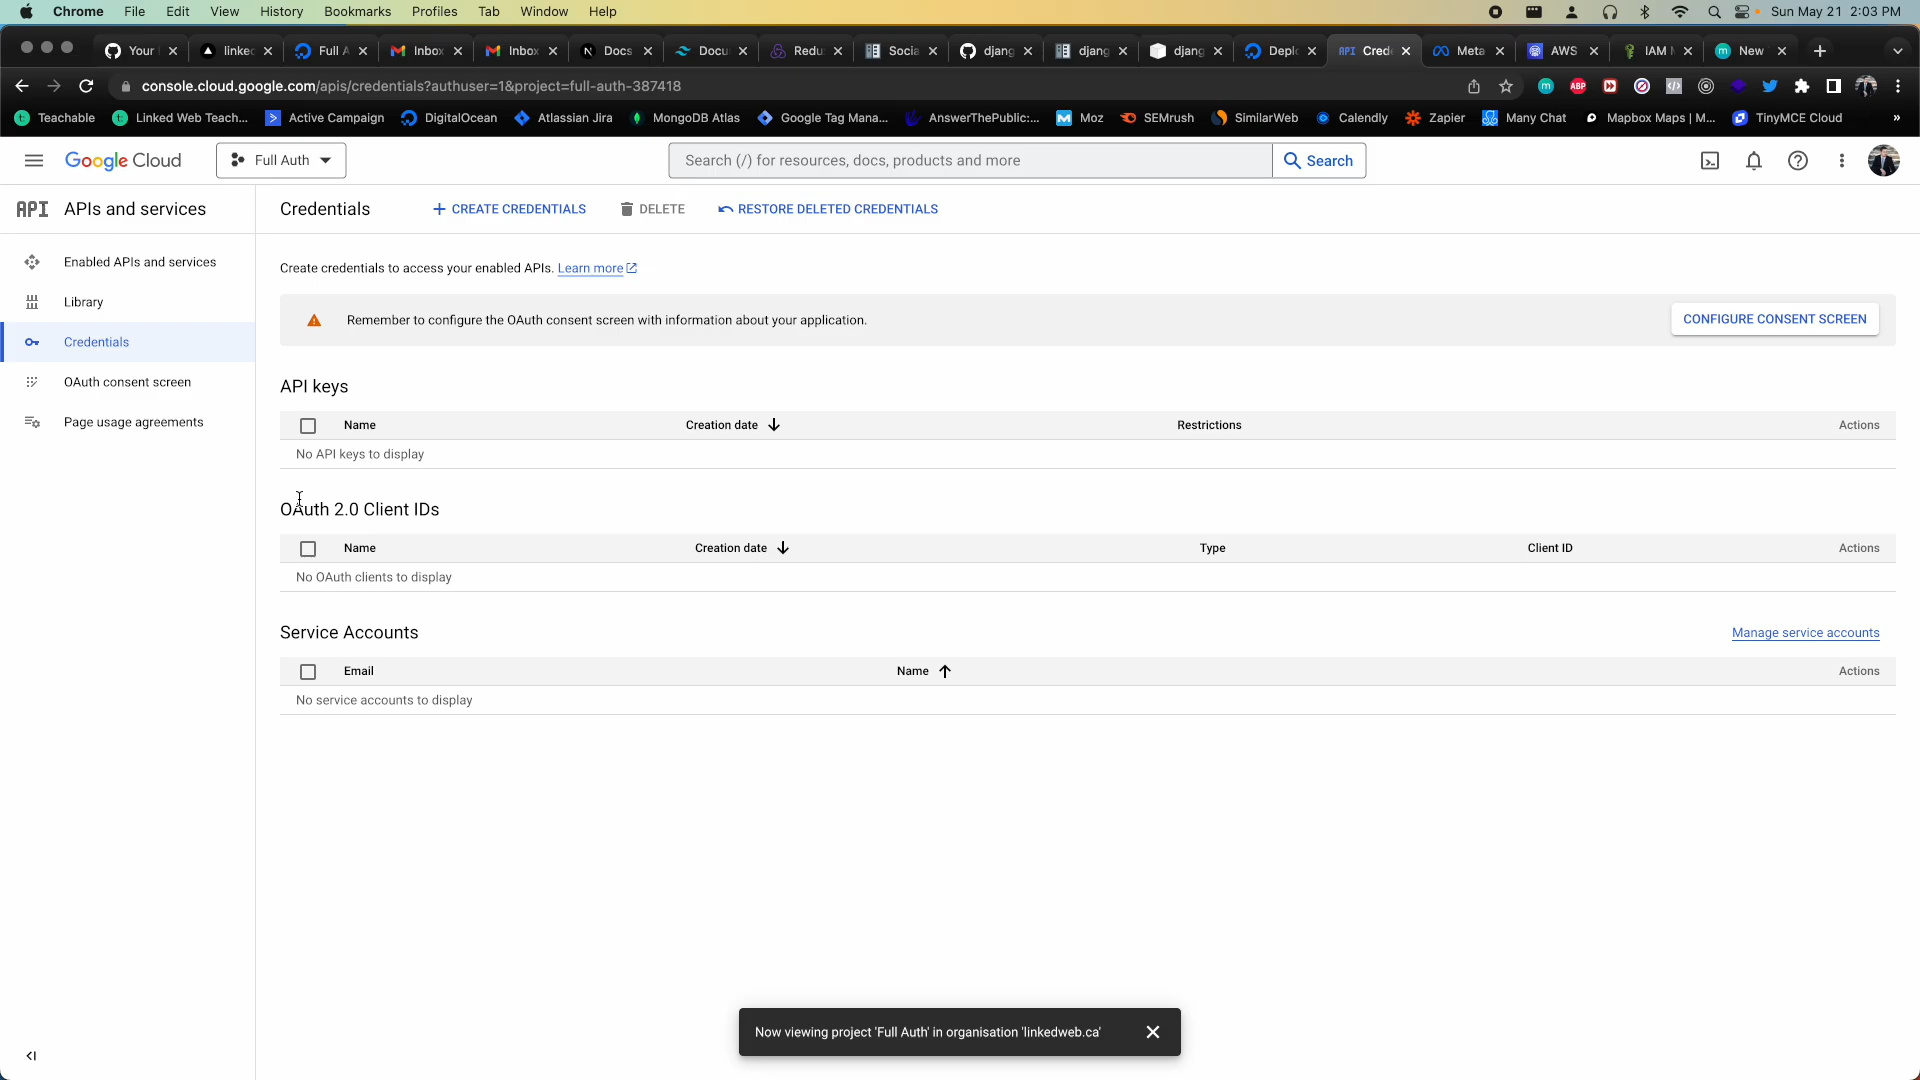 Chrome File Edit View History Bookmarks Profiles Tab Window Help Sun May 21 2:03 PM
Your linked Full A Inbox Inbox Docs Docu Redu Socia djang djang djang Deplo API Crede Meta AWS IAM New
console.cloud.google.com/apis/credentials?authuser=1&project=full-auth-387418 ABP
Teachable Linked Web Teach... Active Campaign DigitalOcean Atlassian Jira MongoDB Atlas Google Tag Mana... AnswerThePublic:... Moz SEMrush SimilarWeb Calendly Zapier Many Chat Mapbox Maps | M... TinyMCE Cloud »
Google Cloud Full Auth Search (/) for resources, docs, products and more Search
API APIs and services Credentials + CREATE CREDENTIALS DELETE RESTORE DELETED CREDENTIALS
Enabled APIs and services
Library
Credentials
OAuth consent screen
Page usage agreements
Create credentials to access your enabled APIs. Learn more
Remember to configure the OAuth consent screen with information about your application. CONFIGURE CONSENT SCREEN
API keys
Name Creation date Restrictions Actions
No API keys to display
OAuth 2.0 Client IDs
Name Creation date Type Client ID Actions
No OAuth clients to display
Service Accounts Manage service accounts
Email Name Actions
No service accounts to display
Now viewing project 'Full Auth' in organisation 'linkedweb.ca'